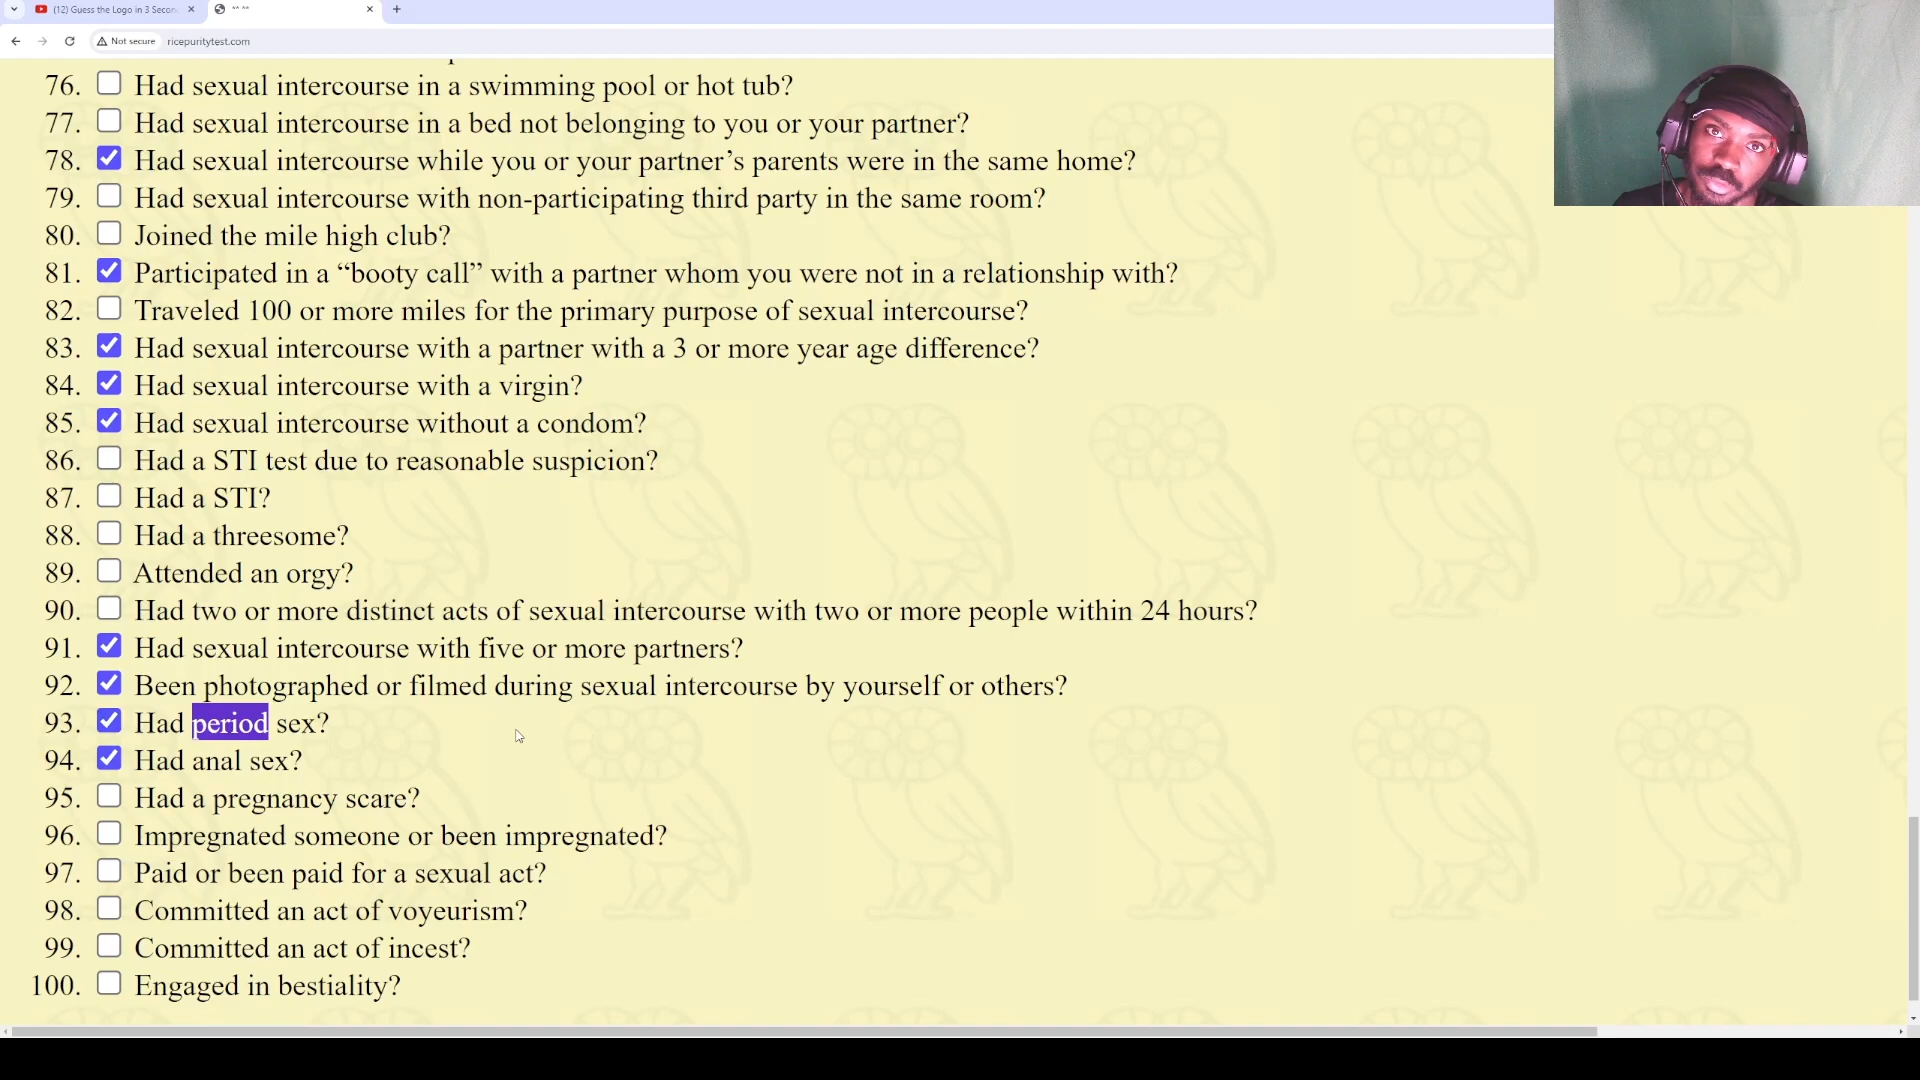 (12) Guess the Logo in 3 Secon
** **
Not secure ricepuritytest.com
76. Had sexual intercourse in a swimming pool or hot tub?
77. Had sexual intercourse in a bed not belonging to you or your partner?
78. Had sexual intercourse while you or your partner’s parents were in the same home?
79. Had sexual intercourse with non-participating third party in the same room?
80. Joined the mile high club?
81. Participated in a “booty call” with a partner whom you were not in a relationship with?
82. Traveled 100 or more miles for the primary purpose of sexual intercourse?
83. Had sexual intercourse with a partner with a 3 or more year age difference?
84. Had sexual intercourse with a virgin?
85. Had sexual intercourse without a condom?
86. Had a STI test due to reasonable suspicion?
87. Had a STI?
88. Had a threesome?
89. Attended an orgy?
90. Had two or more distinct acts of sexual intercourse with two or more people within 24 hours?
91. Had sexual intercourse with five or more partners?
92. Been photographed or filmed during sexual intercourse by yourself or others?
93. Had period sex?
94. Had anal sex?
95. Had a pregnancy scare?
96. Impregnated someone or been impregnated?
97. Paid or been paid for a sexual act?
98. Committed an act of voyeurism?
99. Committed an act of incest?
100. Engaged in bestiality?